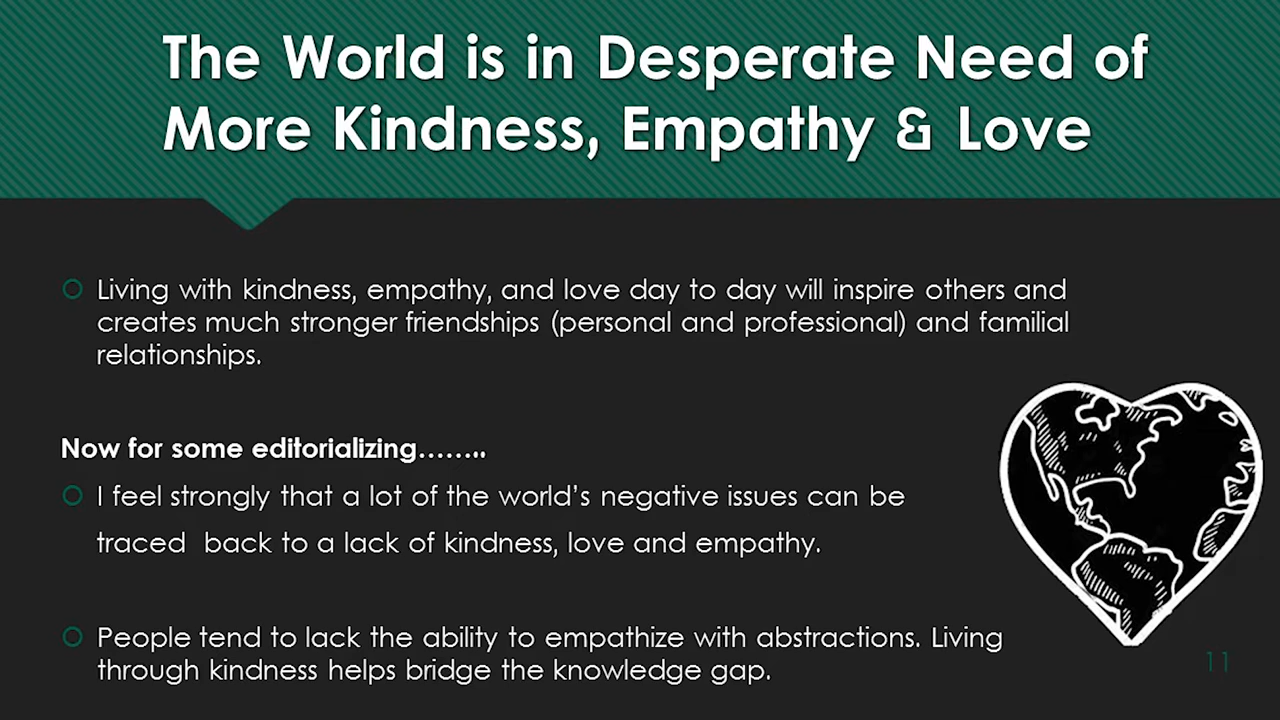 The World is in Desperate Need of
More Kindness, Empathy & Love
Living with kindness, empathy, and love day to day will inspire others and
creates much stronger friendships (personal and professional) and familial
relationships.
Now for some editorializing……..
I feel strongly that a lot of the world’s negative issues can be
traced  back to a lack of kindness, love and empathy.
People tend to lack the ability to empathize with abstractions. Living
through kindness helps bridge the knowledge gap.
11